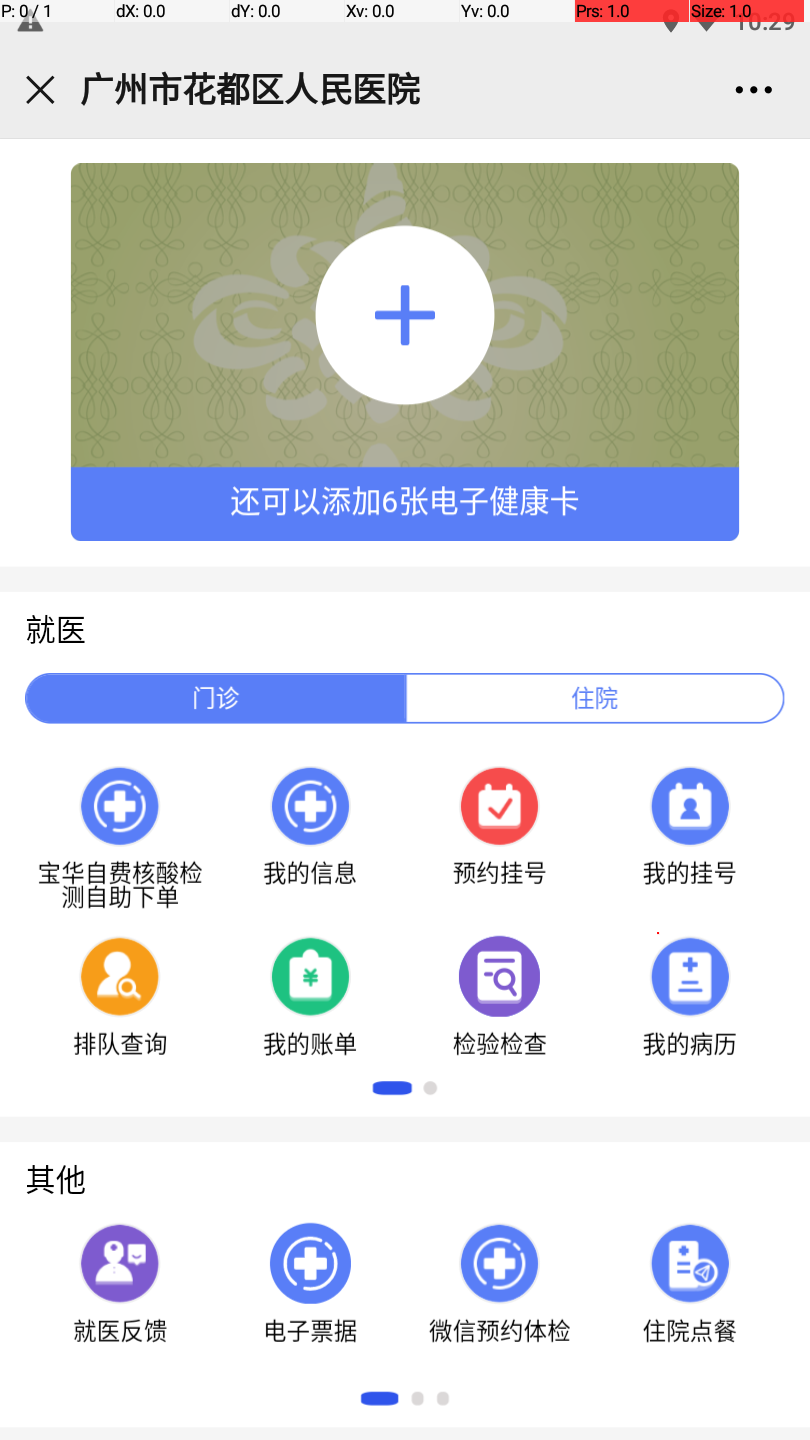 P: 0 / 1 dX: 0.0 dY: 0.0 Xv: 0.0 Yv: 0.0 Prs: 1.0 Size: 1.0
10:29
广州市花都区人民医院
还可以添加6张电子健康卡
就医
门诊 住院
宝华自费核酸检 我的信息 预约挂号 我的挂号
测自助下单
排队查询 我的账单 检验检查 我的病历
其他
就医反馈 电子票据 微信预约体检 住院点餐